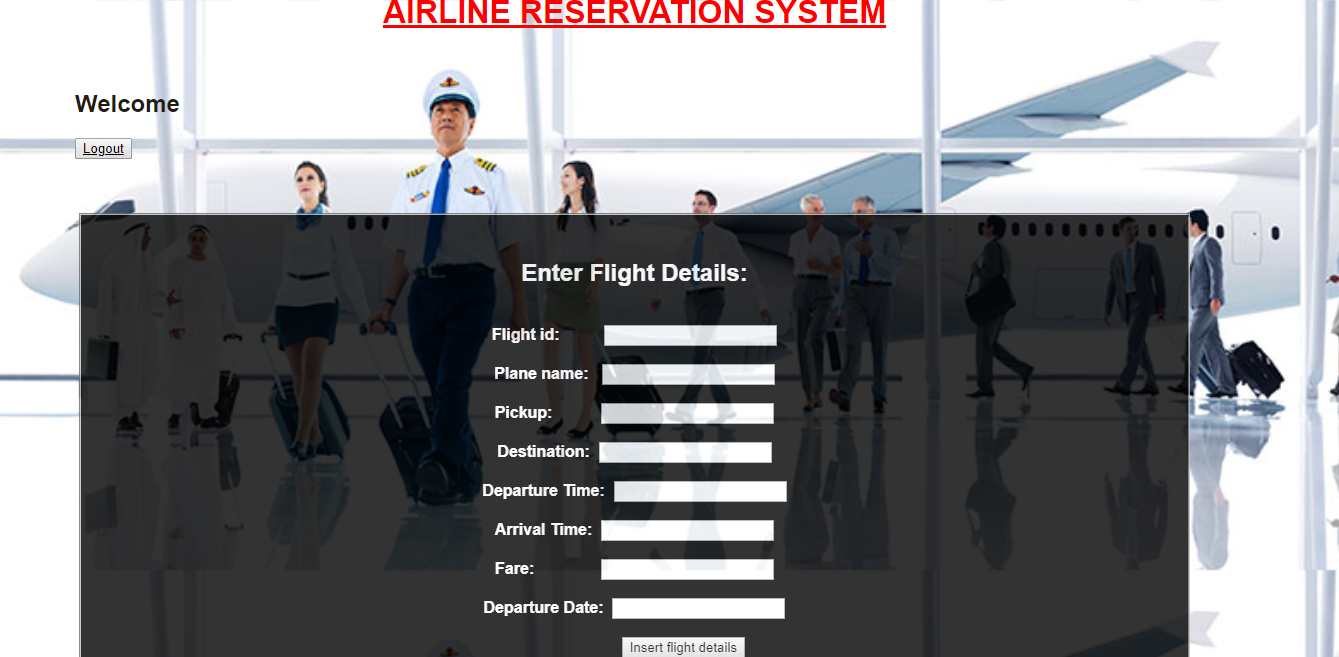 AIRLINE RESERVATION SYSTEM
Welcome
Logout
Enter Flight Details:
Flight id:
Plane name:
Pickup:
Destination:
Departure Time:
Arrival Time:
Fare:
Departure Date:
Insert flight details